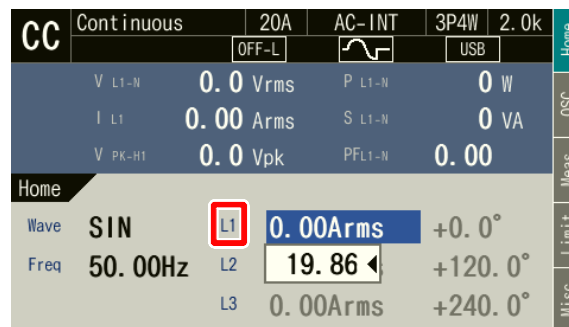 CC Continuous 20A AC-INT 3P4W 2.0k
OFF-L USB
V L1-N 0.0 Vrms P L1-N 0 W
I L1 0.00 Arms S L1-N 0 VA
V PK-H1 0.0 Vpk PFL1-N 0.00
Home
Wave SIN L1 0.00Arms +0.0°
Freq 50.00Hz L2 19.86 +120.0°
L3 0.00Arms +240.0°
Home
OSC
Meas
Limit
Misc